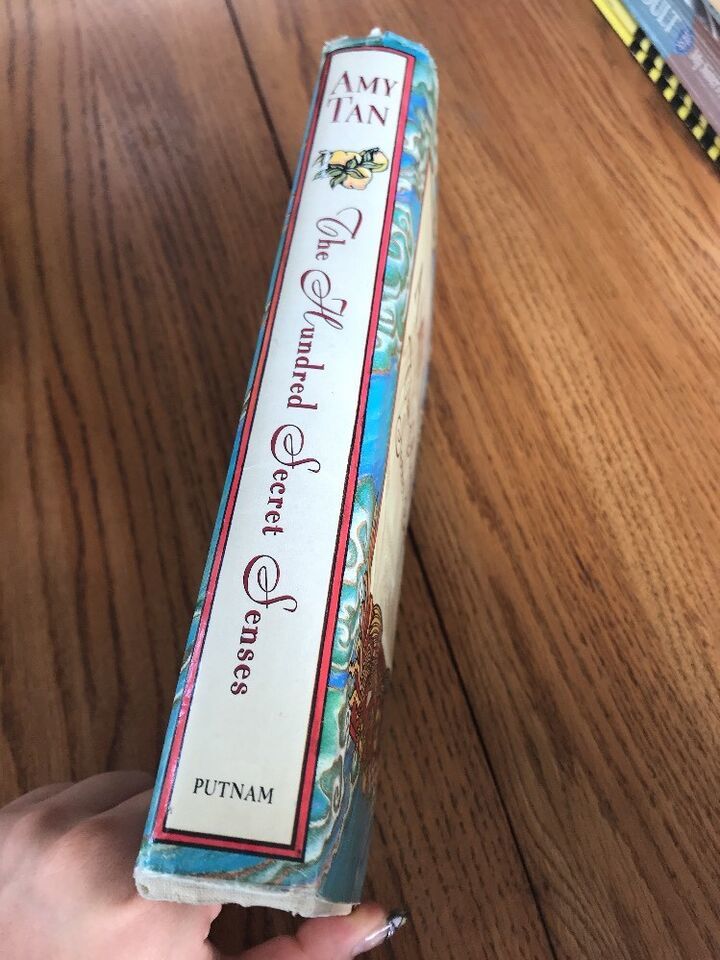 AMY
TAN
The Hundred Secret Senses
PUTNAM